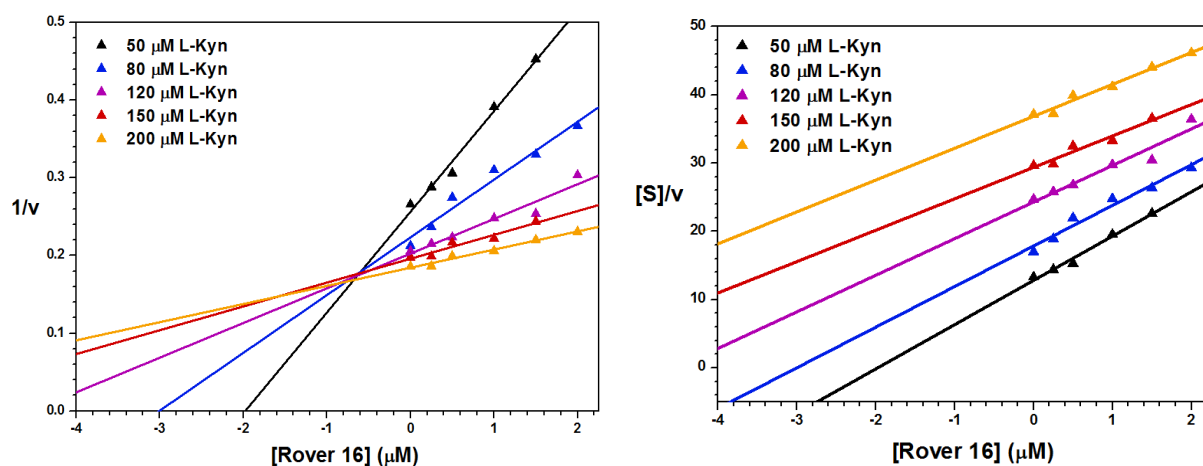 50 μM L-Kyn
80 μM L-Kyn
120 μM L-Kyn
150 μM L-Kyn
200 μM L-Kyn
1/v
0.5
0.4
0.3
0.2
0.1
0.0
-4 -3 -2 -1 0 1 2
[Rover 16] (μM)
50 μM L-Kyn
80 μM L-Kyn
120 μM L-Kyn
150 μM L-Kyn
200 μM L-Kyn
[S]/v
50
40
30
20
10
0
-4 -3 -2 -1 0 1 2
[Rover 16] (μM)